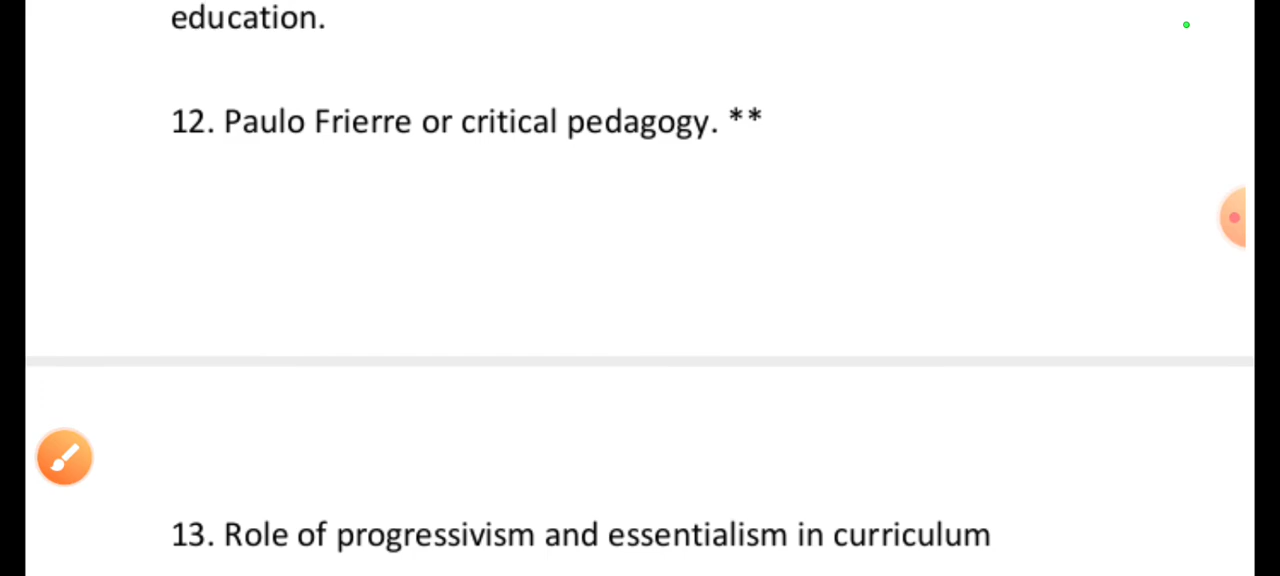 education.
12. Paulo Frierre or critical pedagogy. **
13. Role of progressivism and essentialism in curriculum